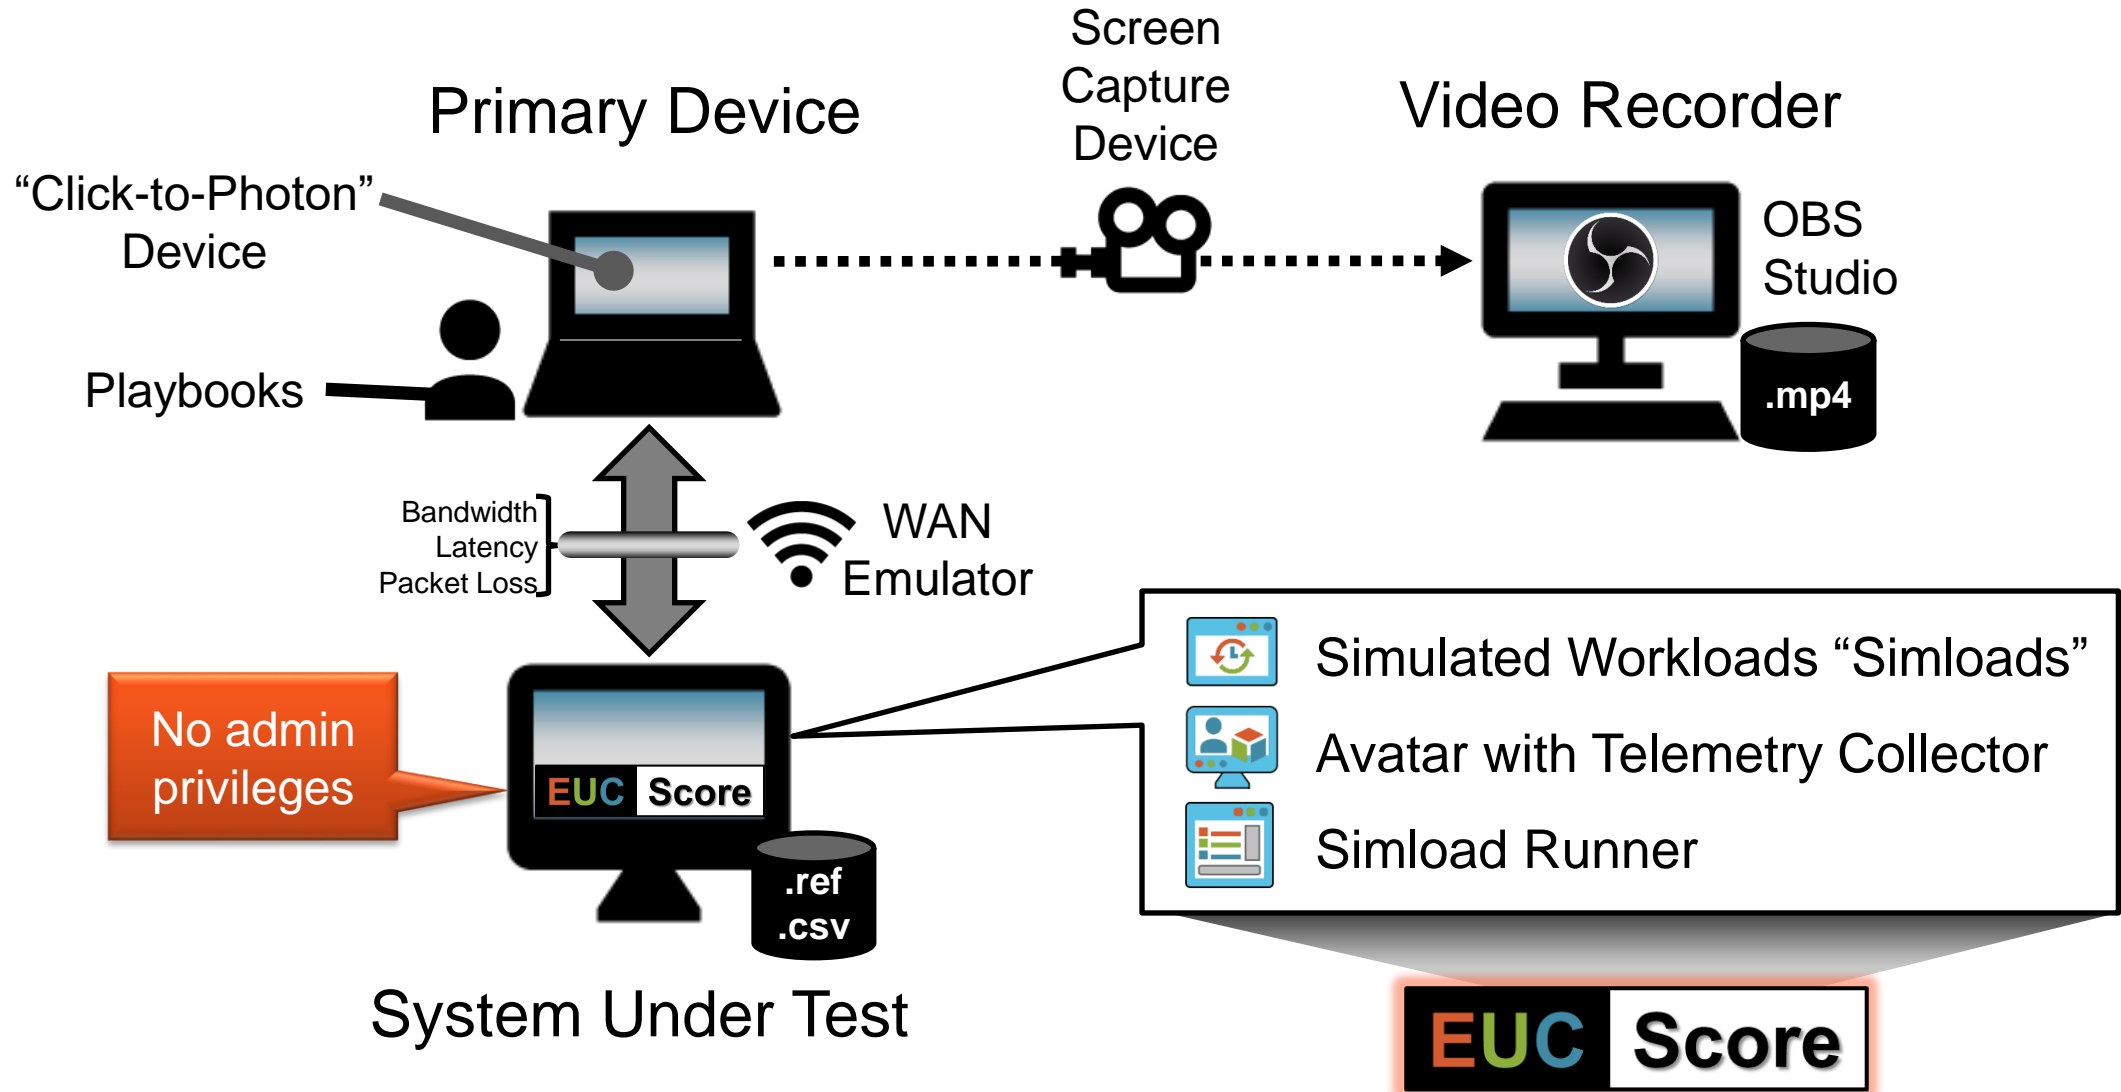 Screen
Capture
Device
Primary Device
Video Recorder
“Click-to-Photon”
Device
OBS
Studio
Playbooks
.mp4
Bandwidth
Latency
Packet Loss
WAN
Emulator
No admin
privileges
EUC Score
.ref
.csv
System Under Test
Simulated Workloads “Simloads”
Avatar with Telemetry Collector
Simload Runner
EUC Score